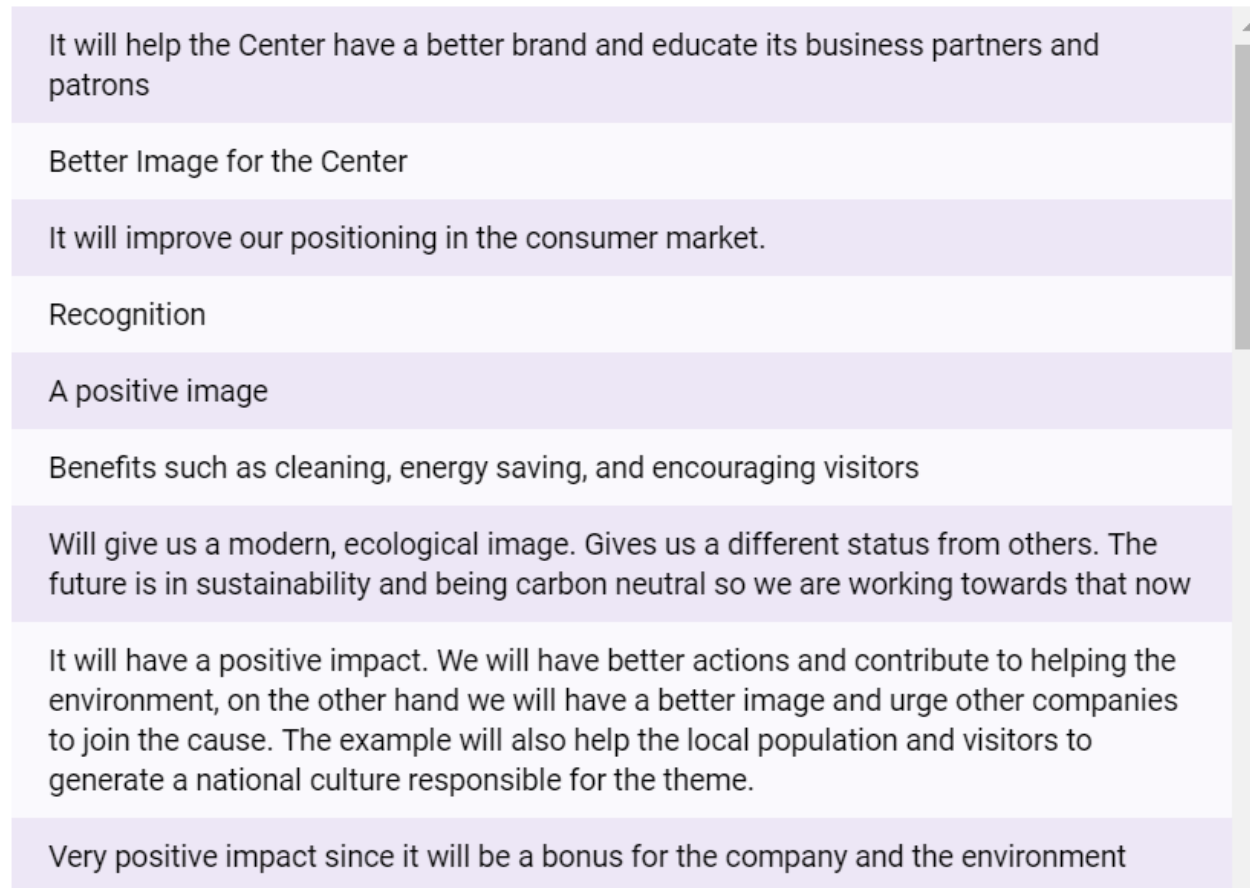 It will help the Center have a better brand and educate its business partners and
patrons
Better Image for the Center
It will improve our positioning in the consumer market.
Recognition
A positive image
Benefits such as cleaning, energy saving, and encouraging visitors
Will give us a modern, ecological image. Gives us a different status from others. The
future is in sustainability and being carbon neutral so we are working towards that now
It will have a positive impact. We will have better actions and contribute to helping the
environment, on the other hand we will have a better image and urge other companies
to join the cause. The example will also help the local population and visitors to
generate a national culture responsible for the theme.
Very positive impact since it will be a bonus for the company and the environment